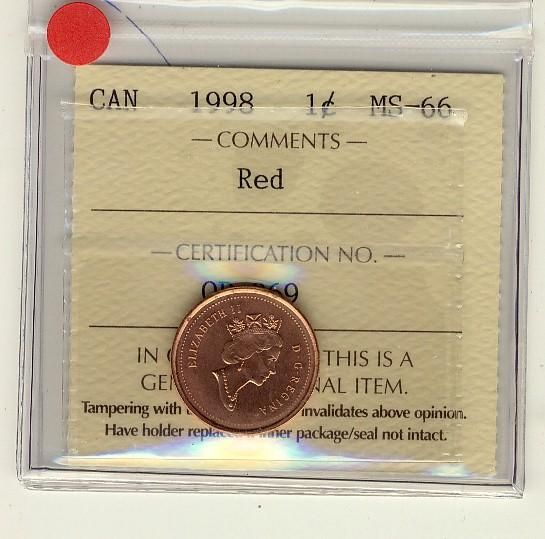 CAN 1998 1¢ MS-66
— COMMENTS —
Red
— CERTIFICATION NO. —
69
ELIZABETH II D·G·REGINA
IN THIS IS A
ITEM.
Tampering with invalidates above opinion.
Have holder package/seal not intact.